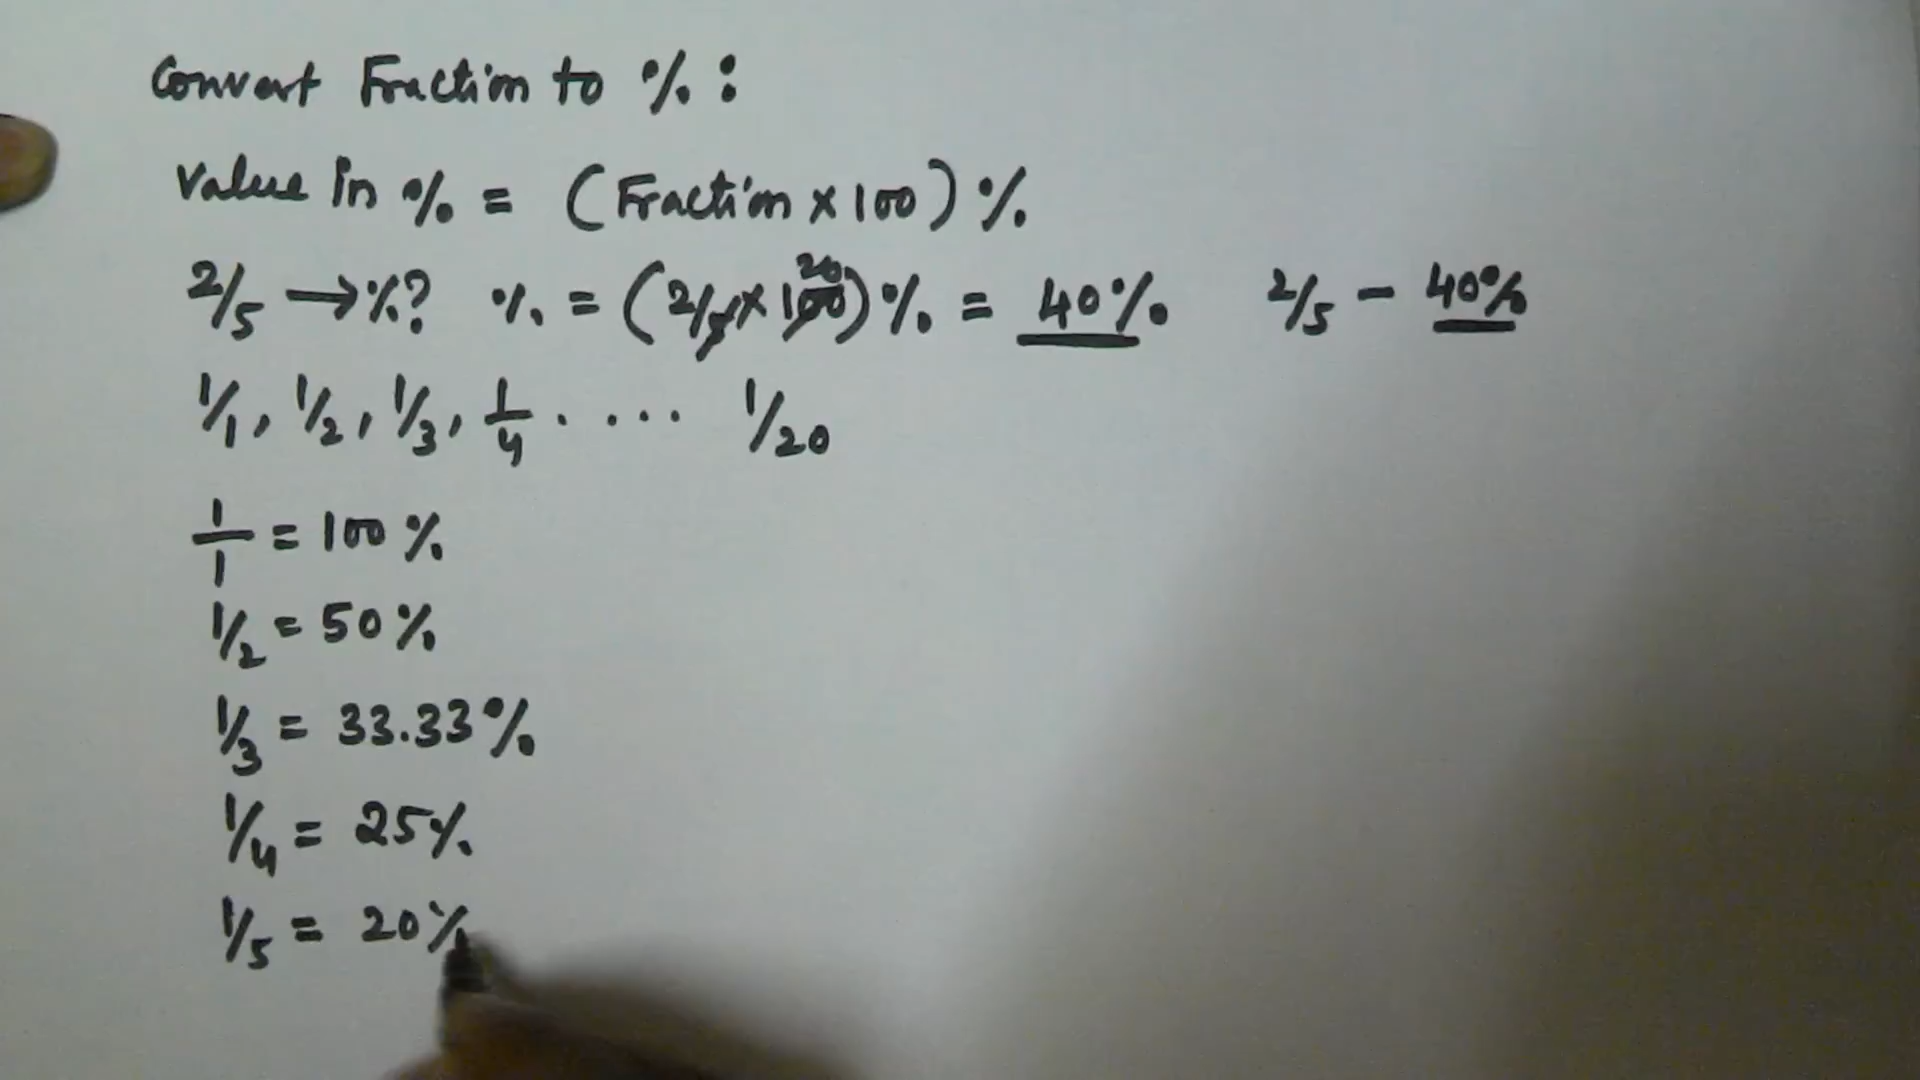 Convert Fraction to % :
Value in % = (Fraction × 100) %
2/5 → %? % = (2/5 × 100 20) % = 40% 2/5 - 40%
1/1, 1/2, 1/3, 1/4 . . . . . 1/20
1/1 = 100 %
1/2 = 50 %
1/3 = 33.33 %
1/4 = 25 %
1/5 = 20 %